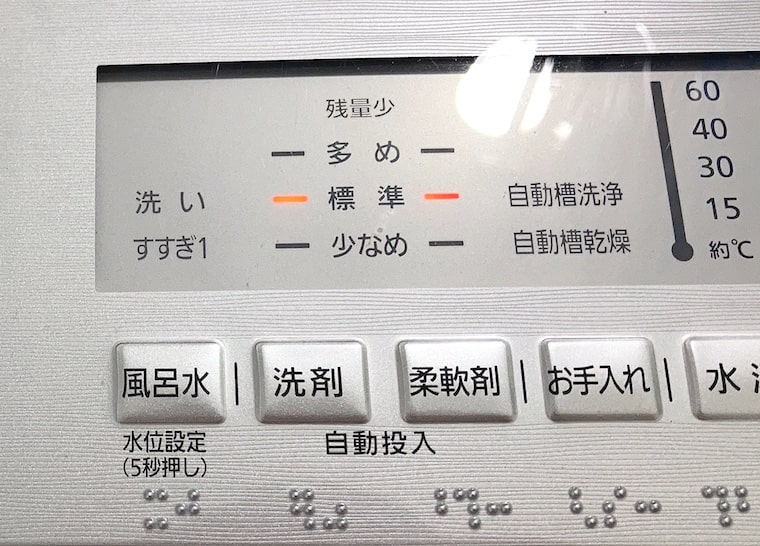 残量少
多め
洗い 標準 自動槽洗浄
すすぎ1 少なめ 自動槽乾燥
60
40
30
15
約℃
風呂水 洗剤 柔軟剤 お手入れ 水
水位設定 自動投入
(5秒押し)